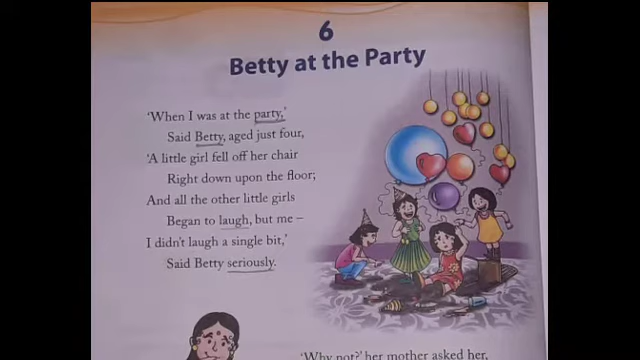 6
Betty at the Party
‘When I was at the party,’
Said Betty, aged just four,
‘A little girl fell off her chair
Right down upon the floor;
And all the other little girls
Began to laugh, but me –
I didn’t laugh a single bit,’
Said Betty seriously.
‘Why not?’ her mother asked her,